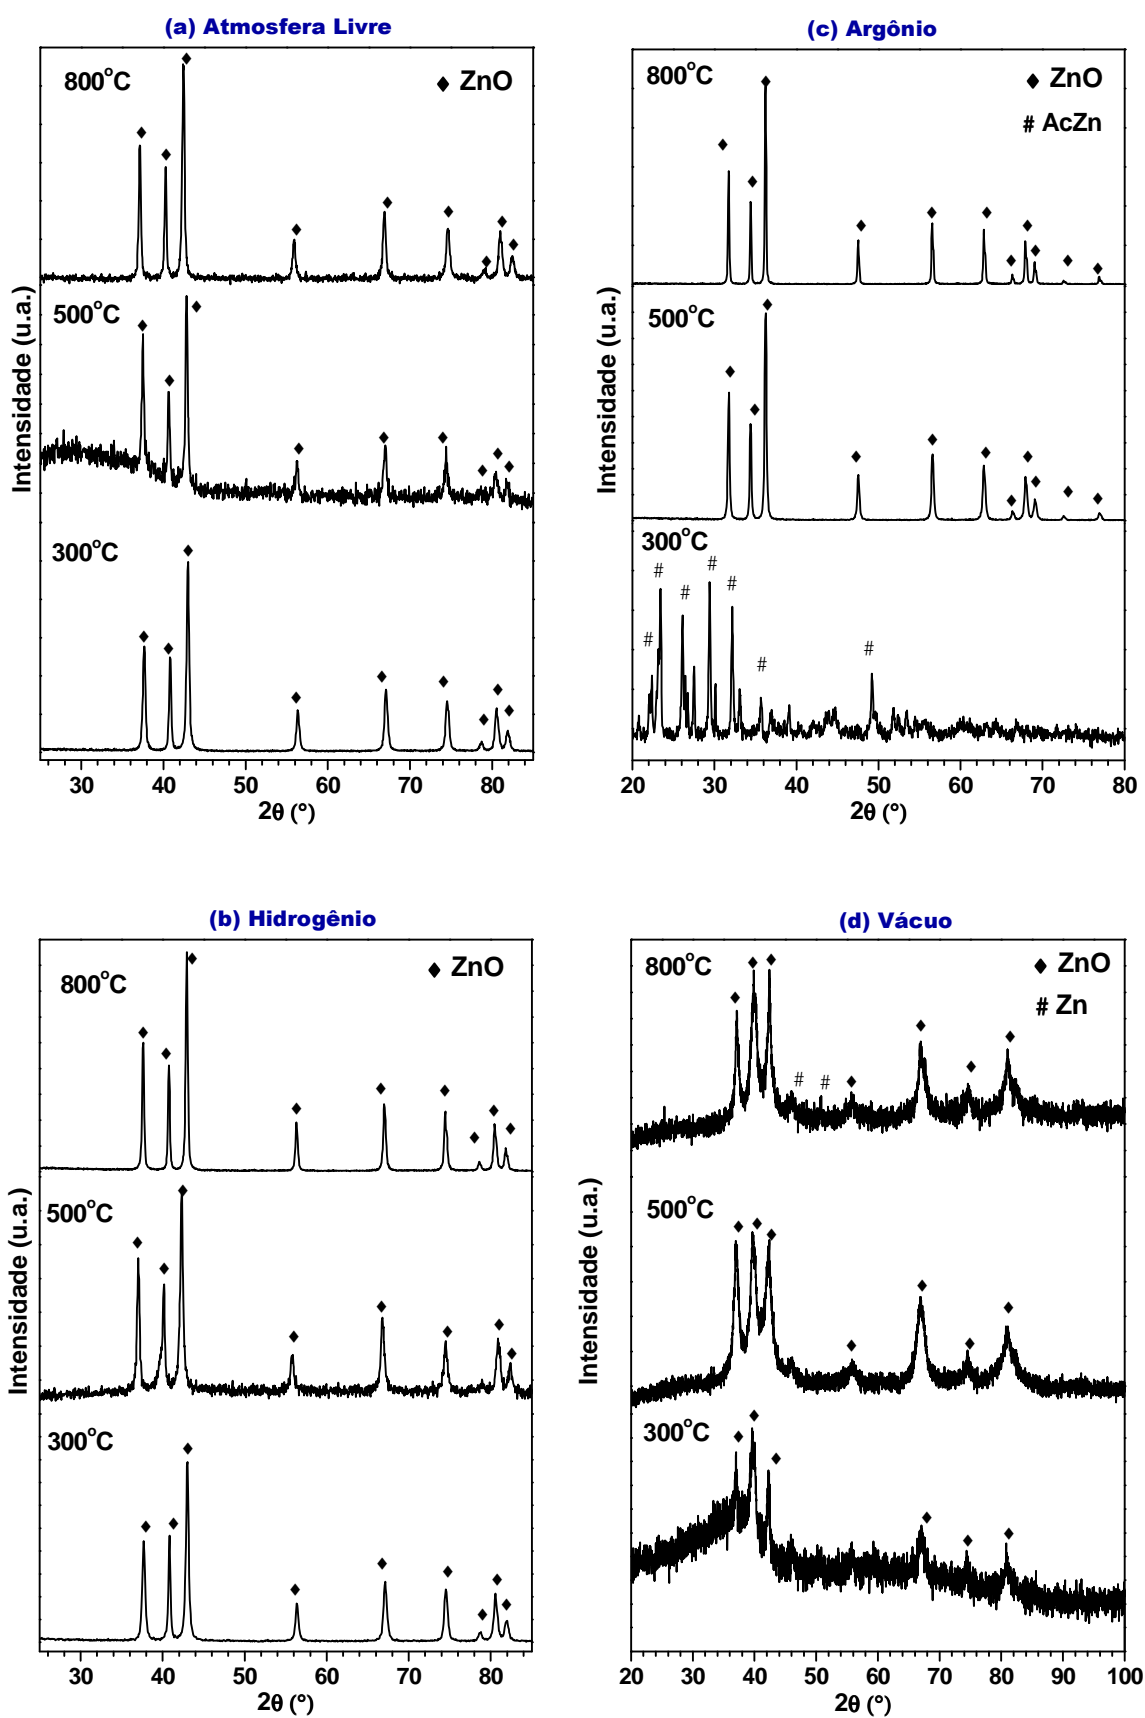 (a) Atmosfera Livre
800°C
♦ ZnO
500°C
300°C
Intensidade (u.a.)
30 40 50 60 70 80
2θ (°)
(c) Argônio
800°C
♦ ZnO
# AcZn
500°C
300°C
# # # # # # #
Intensidade (u.a.)
20 30 40 50 60 70 80
2θ (°)
(b) Hidrogênio
800°C
♦ ZnO
500°C
300°C
Intensidade (u.a.)
30 40 50 60 70 80
2θ (°)
(d) Vácuo
800°C
♦ ZnO
# Zn
# #
500°C
300°C
Intensidade (u.a.)
20 30 40 50 60 70 80 90 100
2θ (°)